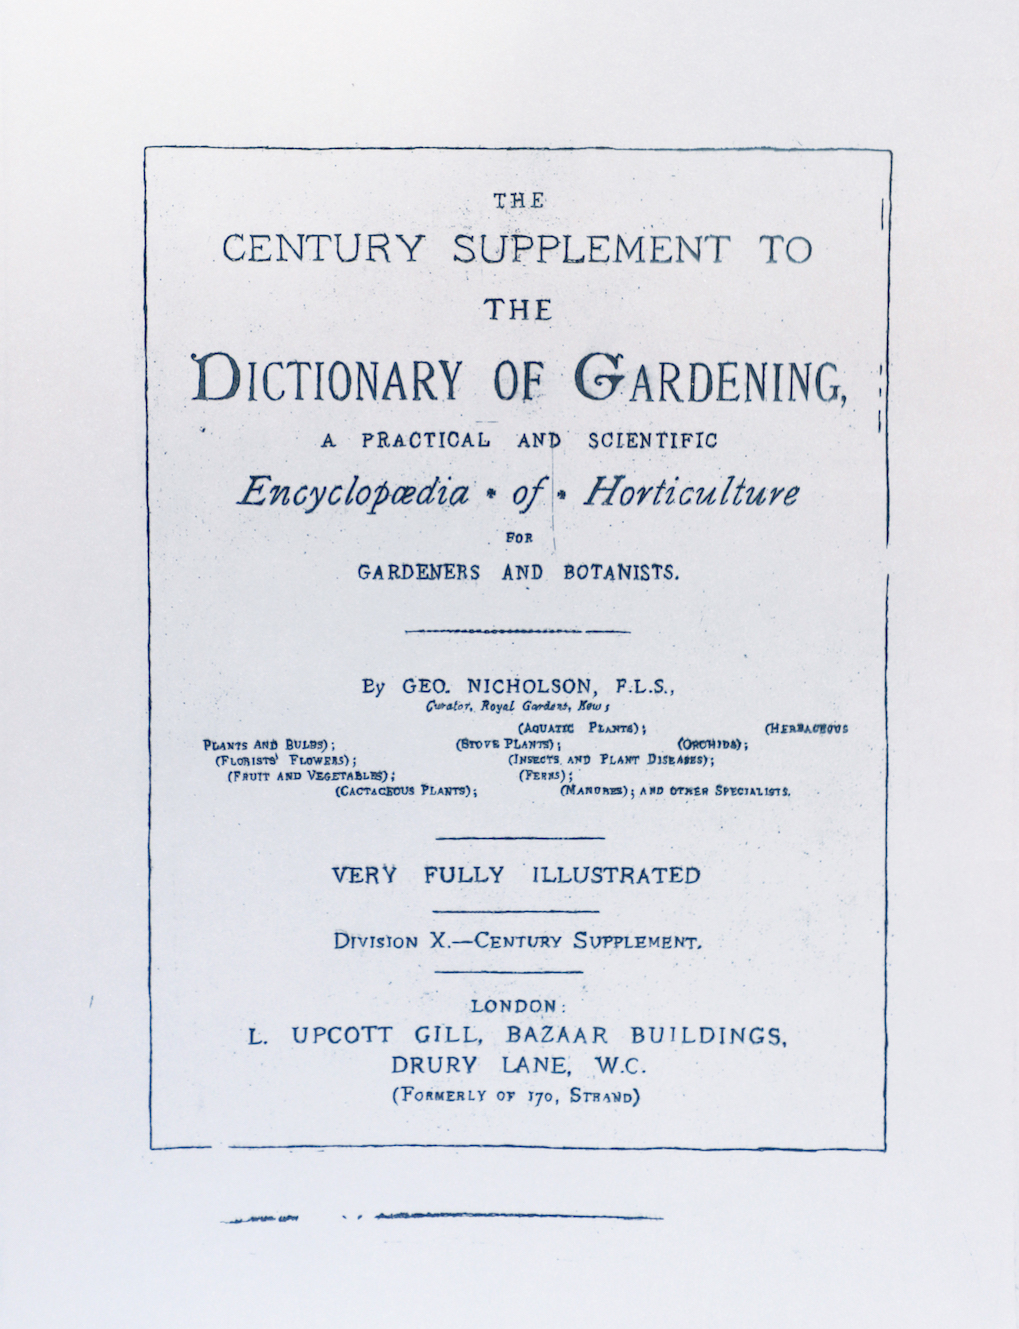 THE
CENTURY SUPPLEMENT TO
THE
DICTIONARY OF GARDENING,
A PRACTICAL AND SCIENTIFIC
Encyclopædia • of • Horticulture
FOR
GARDENERS AND BOTANISTS.
By GEO. NICHOLSON, F.L.S.,
Curator, Royal Gardens, Kew;
(AQUATIC PLANTS); (HERBACEOUS
PLANTS AND BULBS); (STOVE PLANTS); (ORCHIDS);
(FLORISTS' FLOWERS); (INSECTS AND PLANT DISEASES);
(FRUIT AND VEGETABLES); (FERNS);
(CACTACEOUS PLANTS); (MANURES); AND OTHER SPECIALISTS.
VERY FULLY ILLUSTRATED
DIVISION X.—CENTURY SUPPLEMENT.
LONDON:
L. UPCOTT GILL, BAZAAR BUILDINGS,
DRURY LANE, W.C.
(FORMERLY OF 170, STRAND)